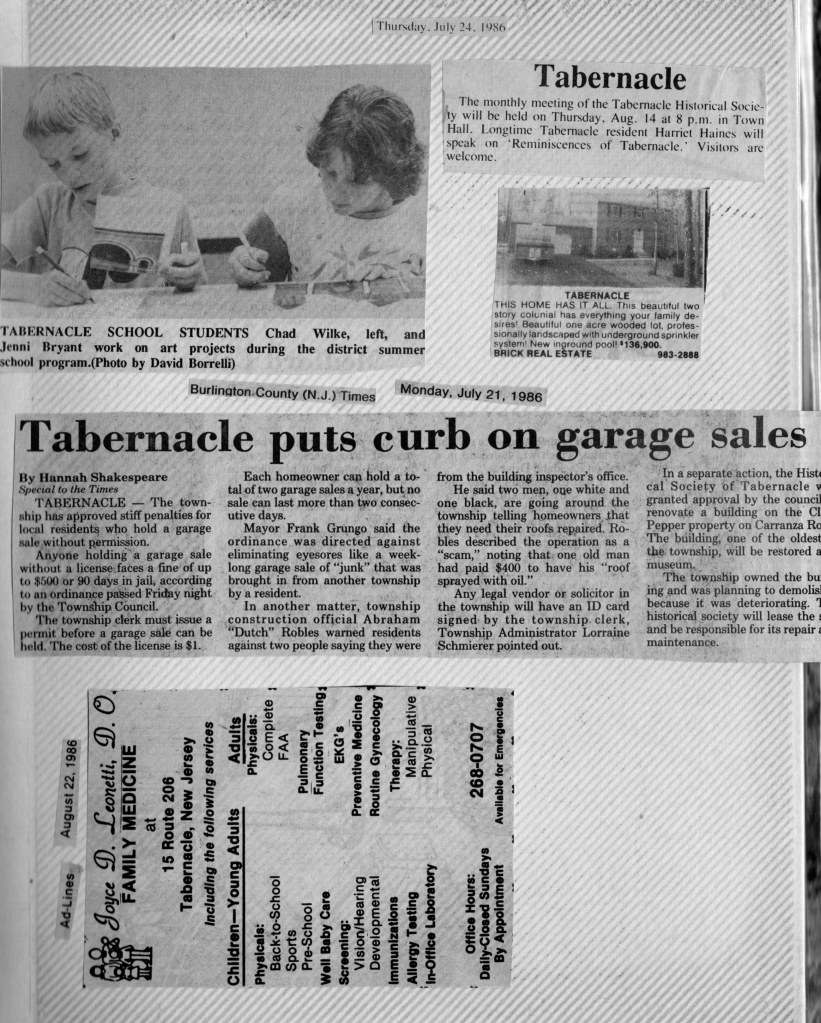 Thursday, July 24, 1986
Tabernacle
The monthly meeting of the Tabernacle Historical Socie-
ty will be held on Thursday, Aug. 14 at 8 p.m. in Town
Hall. Longtime Tabernacle resident Harriet Haines will
speak on 'Reminiscences of Tabernacle.' Visitors are
welcome.
TABERNACLE
THIS HOME HAS IT ALL. This beautiful two
story colonial has everything your family de-
sires! Beautiful one acre wooded lot, profes-
sionally landscaped with underground sprinkler
system! New inground pool! $136,900.
BRICK REAL ESTATE 983-2888
TABERNACLE SCHOOL STUDENTS Chad Wilke, left, and
Jenni Bryant work on art projects during the district summer
school program.(Photo by David Borrelli)
Burlington County (N.J.) Times Monday, July 21, 1986
Tabernacle puts curb on garage sales
By Hannah Shakespeare
Special to the Times
TABERNACLE — The town-
ship has approved stiff penalties for
local residents who hold a garage
sale without permission.
Anyone holding a garage sale
without a license faces a fine of up
to $500 or 90 days in jail, according
to an ordinance passed Friday night
by the Township Council.
The township clerk must issue a
permit before a garage sale can be
held. The cost of the license is $1.
Each homeowner can hold a to-
tal of two garage sales a year, but no
sale can last more than two consec-
utive days.
Mayor Frank Grungo said the
ordinance was directed against
eliminating eyesores like a week-
long garage sale of "junk" that was
brought in from another township
by a resident.
In another matter, township
construction official Abraham
"Dutch" Robles warned residents
against two people saying they were
from the building inspector's office.
He said two men, one white and
one black, are going around the
township telling homeowners that
they need their roofs repaired. Ro-
bles described the operation as a
"scam," noting that one old man
had paid $400 to have his "roof
sprayed with oil."
Any legal vendor or solicitor in
the township will have an ID card
signed by the township clerk,
Township Administrator Lorraine
Schmierer pointed out.
In a separate action, the Histo
cal Society of Tabernacle w
granted approval by the council
renovate a building on the Cl
Pepper property on Carranza Ro
The building, one of the oldest
the township, will be restored a
museum.
The township owned the bu
ing and was planning to demolis
because it was deteriorating. T
historical society will lease the s
and be responsible for its repair a
maintenance.
Ad-Lines August 22, 1986
Joyce D. Leonetti, D. O.
FAMILY MEDICINE
at
15 Route 206
Tabernacle, New Jersey
Including the following services
Children—Young Adults
Physicals:
Back-to-School
Sports
Pre-School
Well Baby Care
Screening:
Vision/Hearing
Developmental
Immunizations
Allergy Testing
In-Office Laboratory
Adults
Physicals:
Complete
FAA
Pulmonary
Function Testing
EKG's
Preventive Medicine
Routine Gynecology
Therapy:
Manipulative
Physical
Office Hours:
Daily-Closed Sundays
By Appointment
268-0707
Available for Emergencies